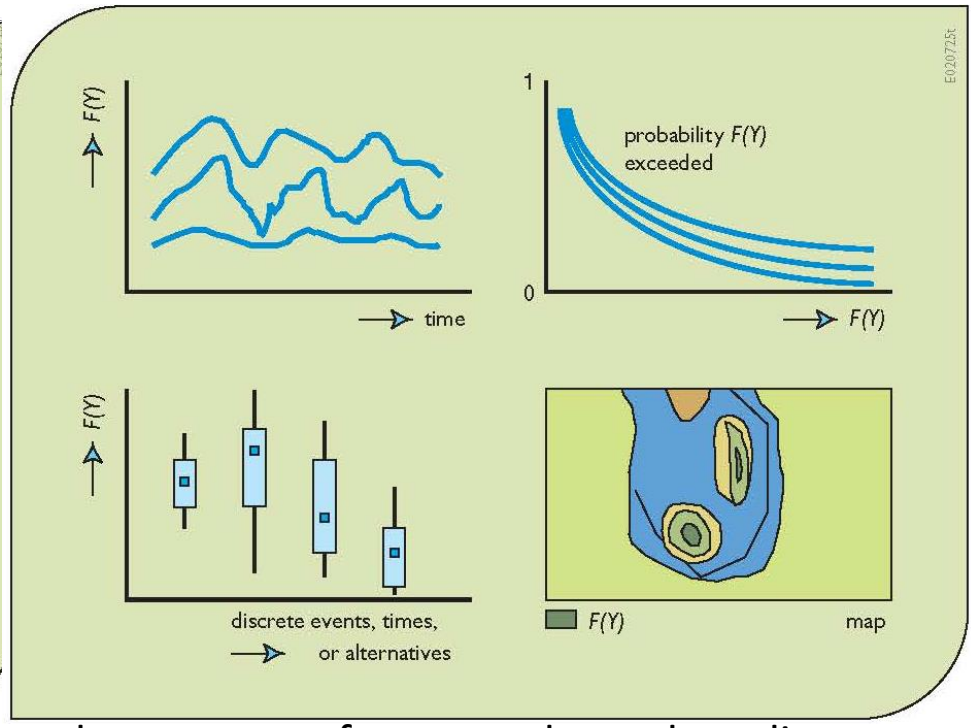 E020725t
F(Y)
time
1
0
probability F(Y)
exceeded
F(Y)
F(Y)
discrete events, times,
or alternatives
F(Y)
map